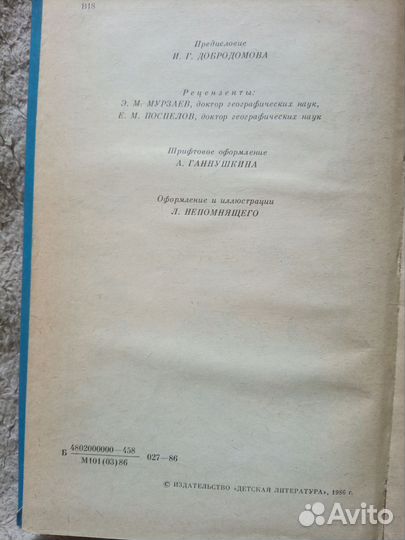 В18
Предисловие
И. Г. ДОБРОДОМОВА
Рецензенты:
Э. М. МУРЗАЕВ, доктор географических наук,
Е. М. ПОСПЕЛОВ, доктор географических наук
Шрифтовое оформление
А. ГАННУШКИНА
Оформление и иллюстрации
Л. НЕПОМНЯЩЕГО
Б 4802000000—458 027—86
М101(03)86
© ИЗДАТЕЛЬСТВО «ДЕТСКАЯ ЛИТЕРАТУРА», 1986 г.
Avito